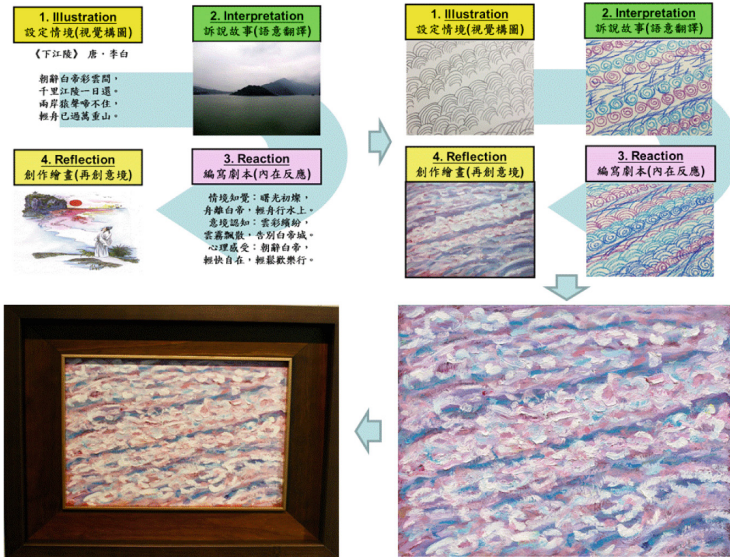 1. Illustration
設定情境(視覺構圖)
《下江陵》 唐‧李白
朝辭白帝彩雲間，
千里江陵一日還。
兩岸猿聲啼不住，
輕舟已過萬重山。
2. Interpretation
訴說故事(語意翻譯)
3. Reaction
編寫劇本(內在反應)
情境知覺：曙光初燦，
舟離白帝，輕舟行水上。
意境認知：雲彩繽紛，
雲霧飄散，告別白帝城。
心理感受：朝辭白帝，
輕快自在，輕鬆歡樂行。
4. Reflection
創作繪畫(再創意境)
1. Illustration
設定情境(視覺構圖)
2. Interpretation
訴說故事(語意翻譯)
3. Reaction
編寫劇本(內在反應)
4. Reflection
創作繪畫(再創意境)